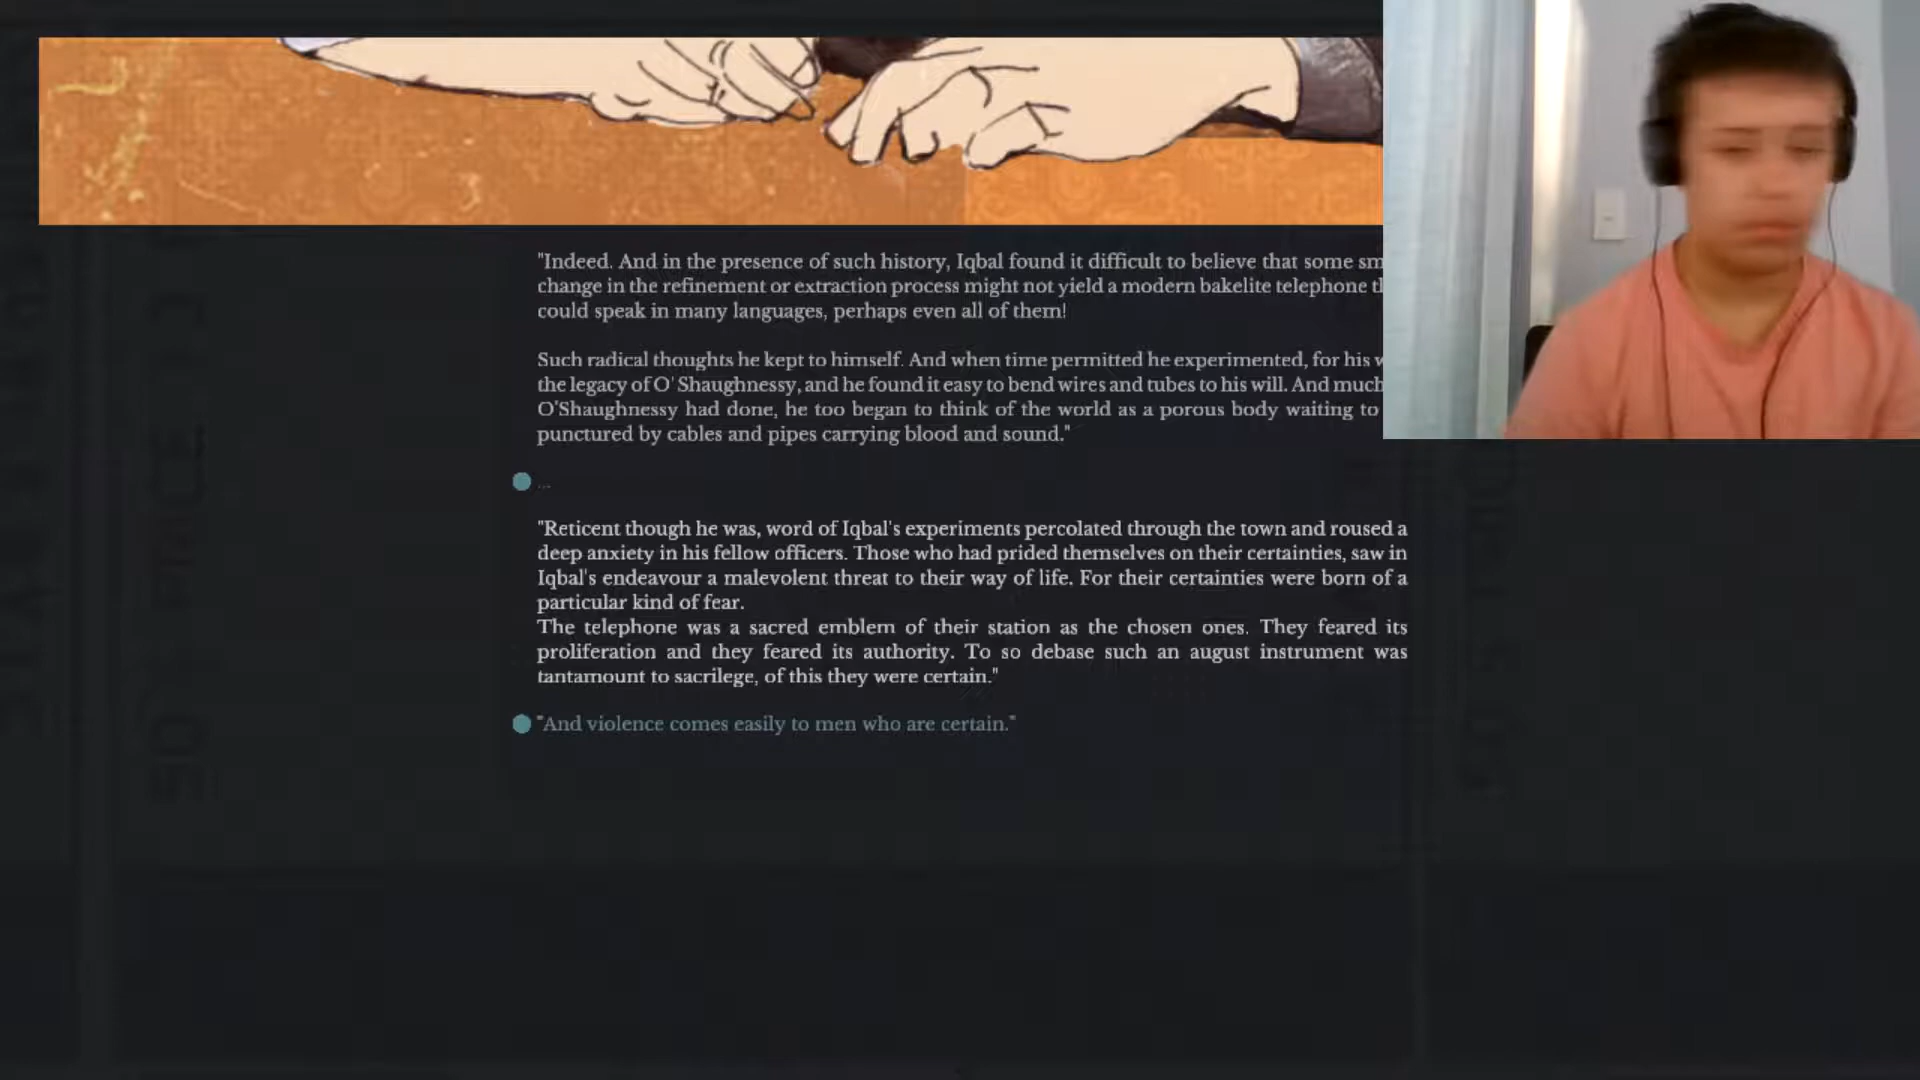 "Indeed. And in the presence of such history, Iqbal found it difficult to believe that some
change in the refinement or extraction process might not yield a modern bakelite telephone
could speak in many languages, perhaps even all of them!
Such radical thoughts he kept to himself. And when time permitted he experimented, for his
the legacy of O' Shaughnessy, and he found it easy to bend wires and tubes to his will. And much
O'Shaughnessy had done, he too began to think of the world as a porous body waiting to
punctured by cables and pipes carrying blood and sound."
...
"Reticent though he was, word of Iqbal's experiments percolated through the town and roused a
deep anxiety in his fellow officers. Those who had prided themselves on their certainties, saw in
Iqbal's endeavour a malevolent threat to their way of life. For their certainties were born of a
particular kind of fear.
The telephone was a sacred emblem of their station as the chosen ones. They feared its
proliferation and they feared its authority. To so debase such an august instrument was
tantamount to sacrilege, of this they were certain."
"And violence comes easily to men who are certain."